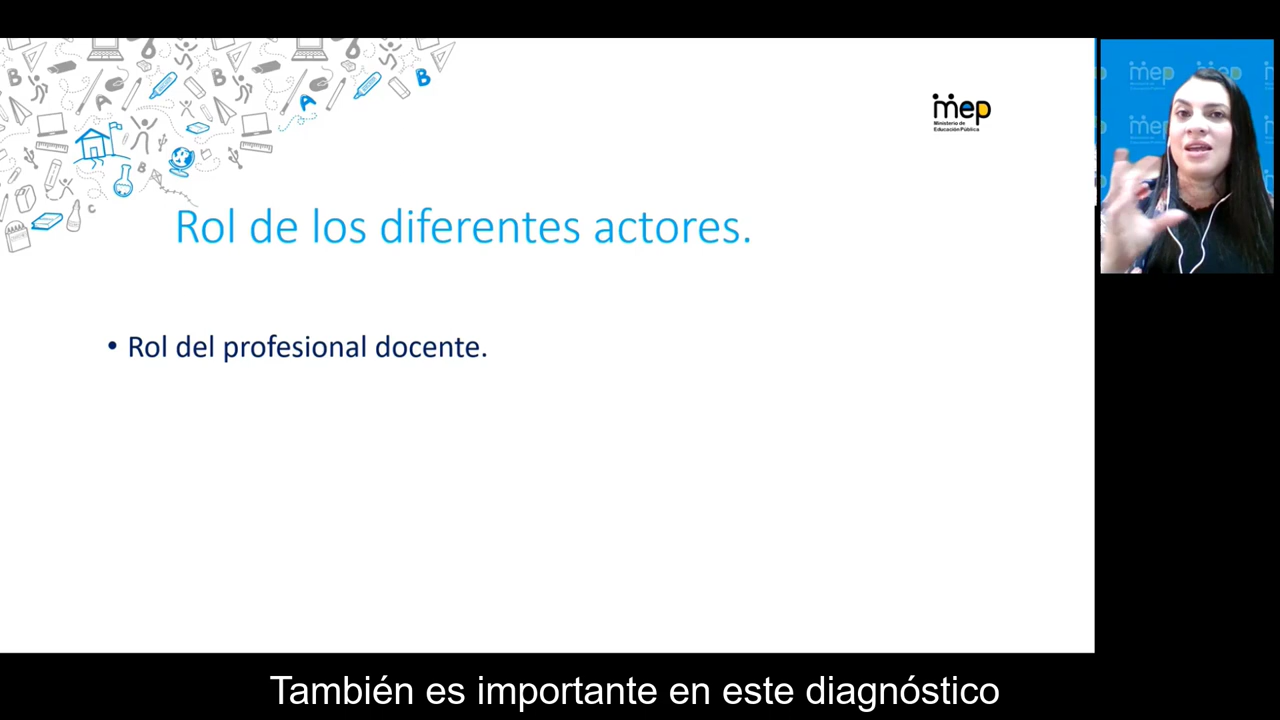 mep
Ministerio de
Educación Pública
Rol de los diferentes actores.
• Rol del profesional docente.
También es importante en este diagnóstico